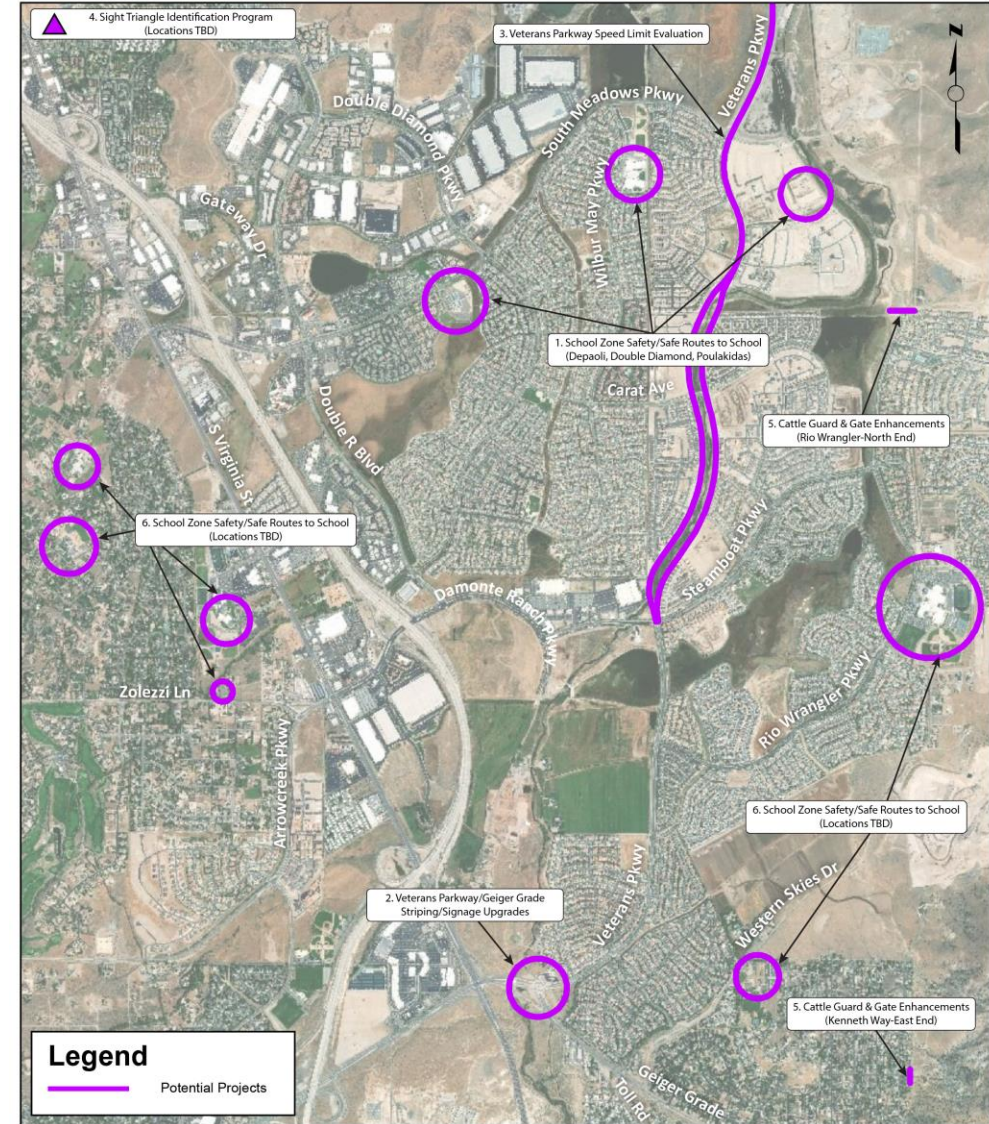 4. Sight Triangle Identification Program
(Locations TBD)
3. Veterans Parkway Speed Limit Evaluation
Veterans Pkwy
Z
Double Diamond Pkwy
South Meadows Pkwy
Wilbur May Pkwy
Gateway Dr
1. School Zone Safety/Safe Routes to School
(Depaoli, Double Diamond, Poulakidas)
Carat Ave
Double R Blvd
S Virginia St
5. Cattle Guard & Gate Enhancements
(Rio Wrangler-North End)
6. School Zone Safety/Safe Routes to School
(Locations TBD)
Steamboat Pkwy
Damonte Ranch Pkwy
Zolezzi Ln
Rio Wrangler Pkwy
Arrowcreek Pkwy
6. School Zone Safety/Safe Routes to School
(Locations TBD)
2. Veterans Parkway/Geiger Grade
Striping/Signage Upgrades
Veterans Pkwy
Western Skies Dr
5. Cattle Guard & Gate Enhancements
(Kenneth Way-East End)
Legend
Potential Projects
Toll Rd
Geiger Grade